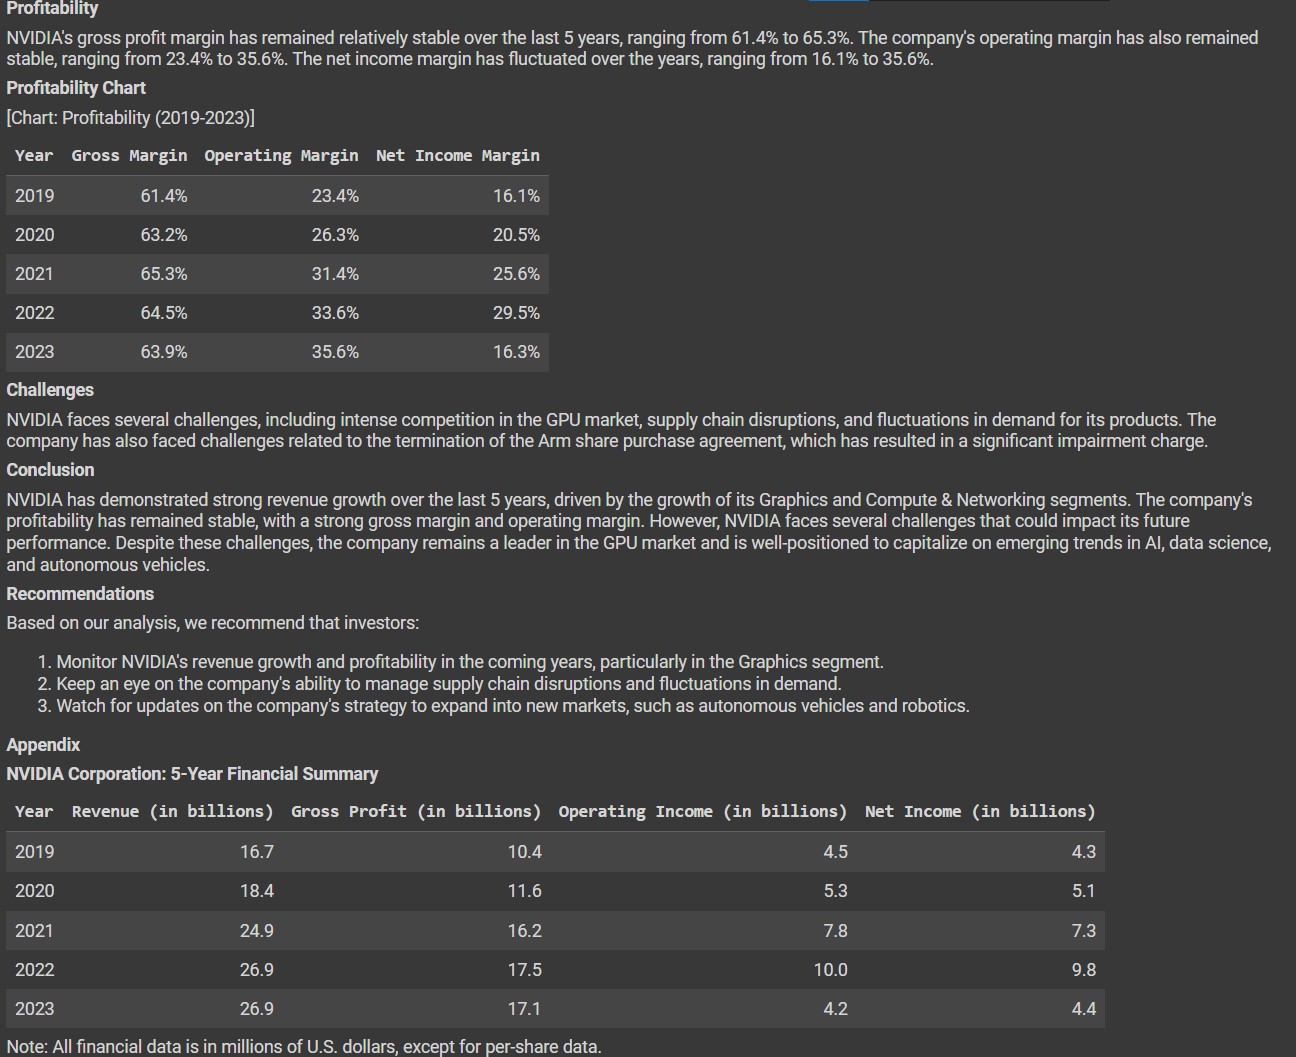 Profitability
NVIDIA's gross profit margin has remained relatively stable over the last 5 years, ranging from 61.4% to 65.3%. The company's operating margin has also remained
stable, ranging from 23.4% to 35.6%. The net income margin has fluctuated over the years, ranging from 16.1% to 35.6%.
Profitability Chart
[Chart: Profitability (2019-2023)]
Year Gross Margin Operating Margin Net Income Margin
2019 61.4% 23.4% 16.1%
2020 63.2% 26.3% 20.5%
2021 65.3% 31.4% 25.6%
2022 64.5% 33.6% 29.5%
2023 63.9% 35.6% 16.3%
Challenges
NVIDIA faces several challenges, including intense competition in the GPU market, supply chain disruptions, and fluctuations in demand for its products. The
company has also faced challenges related to the termination of the Arm share purchase agreement, which has resulted in a significant impairment charge.
Conclusion
NVIDIA has demonstrated strong revenue growth over the last 5 years, driven by the growth of its Graphics and Compute & Networking segments. The company's
profitability has remained stable, with a strong gross margin and operating margin. However, NVIDIA faces several challenges that could impact its future
performance. Despite these challenges, the company remains a leader in the GPU market and is well-positioned to capitalize on emerging trends in AI, data science,
and autonomous vehicles.
Recommendations
Based on our analysis, we recommend that investors:
1. Monitor NVIDIA's revenue growth and profitability in the coming years, particularly in the Graphics segment.
2. Keep an eye on the company's ability to manage supply chain disruptions and fluctuations in demand.
3. Watch for updates on the company's strategy to expand into new markets, such as autonomous vehicles and robotics.
Appendix
NVIDIA Corporation: 5-Year Financial Summary
Year Revenue (in billions) Gross Profit (in billions) Operating Income (in billions) Net Income (in billions)
2019 16.7 10.4 4.5 4.3
2020 18.4 11.6 5.3 5.1
2021 24.9 16.2 7.8 7.3
2022 26.9 17.5 10.0 9.8
2023 26.9 17.1 4.2 4.4
Note: All financial data is in millions of U.S. dollars, except for per-share data.